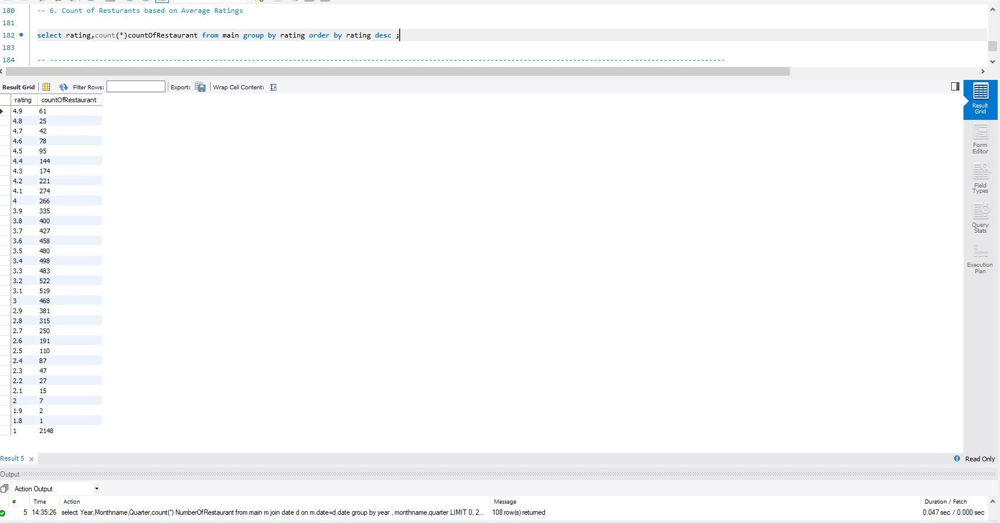 180 -- 6. Count of Resturants based on Average Ratings
181
182 select rating,count(*)countOfRestaurant from main group by rating order by rating desc ;
183
184 -- --------------------------------------------------------------------------------------------------------------------------------------------------------------------
Result Grid Filter Rows: Export: Wrap Cell Content:
rating countOfRestaurant
4.9 61
4.8 25
4.7 42
4.6 78
4.5 95
4.4 144
4.3 174
4.2 221
4.1 274
4 266
3.9 335
3.8 400
3.7 427
3.6 458
3.5 480
3.4 498
3.3 483
3.2 522
3.1 519
3 468
2.9 381
2.8 315
2.7 250
2.6 191
2.5 110
2.4 87
2.3 47
2.2 27
2.1 15
2 7
1.9 2
1.8 1
1 2148
Result
Grid
Form
Editor
Field
Types
Query
Stats
Execution
Plan
Result 5 Read Only
Output
Action Output
# Time Action Message Duration / Fetch
5 14:35:26 select Year,Monthname,Quarter,count(*) NumberOfRestaurant from main m join date d on m.date=d.date group by year , monthname,quarter LIMIT 0, 2... 108 row(s) returned 0.047 sec / 0.000 sec